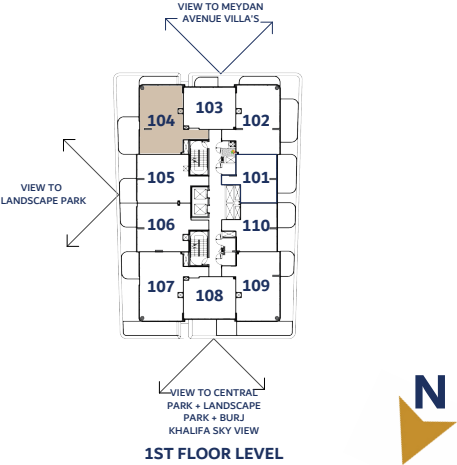 VIEW TO MEYDAN
AVENUE VILLA'S
103
104
102
105
101
VIEW TO
LANDSCAPE PARK
106
110
107
109
108
VIEW TO CENTRAL
PARK + LANDSCAPE
PARK + BURJ
KHALIFA SKY VIEW
N
1ST FLOOR LEVEL